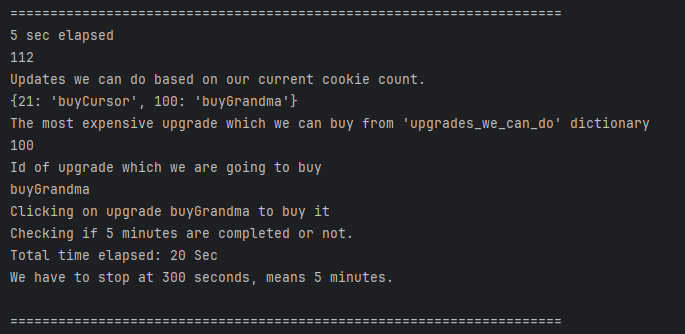 =====================================================================
5 sec elapsed
112
Updates we can do based on our current cookie count.
{21: 'buyCursor', 100: 'buyGrandma'}
The most expensive upgrade which we can buy from 'upgrades_we_can_do' dictionary
100
Id of upgrade which we are going to buy
buyGrandma
Clicking on upgrade buyGrandma to buy it
Checking if 5 minutes are completed or not.
Total time elapsed: 20 Sec
We have to stop at 300 seconds, means 5 minutes.
=====================================================================